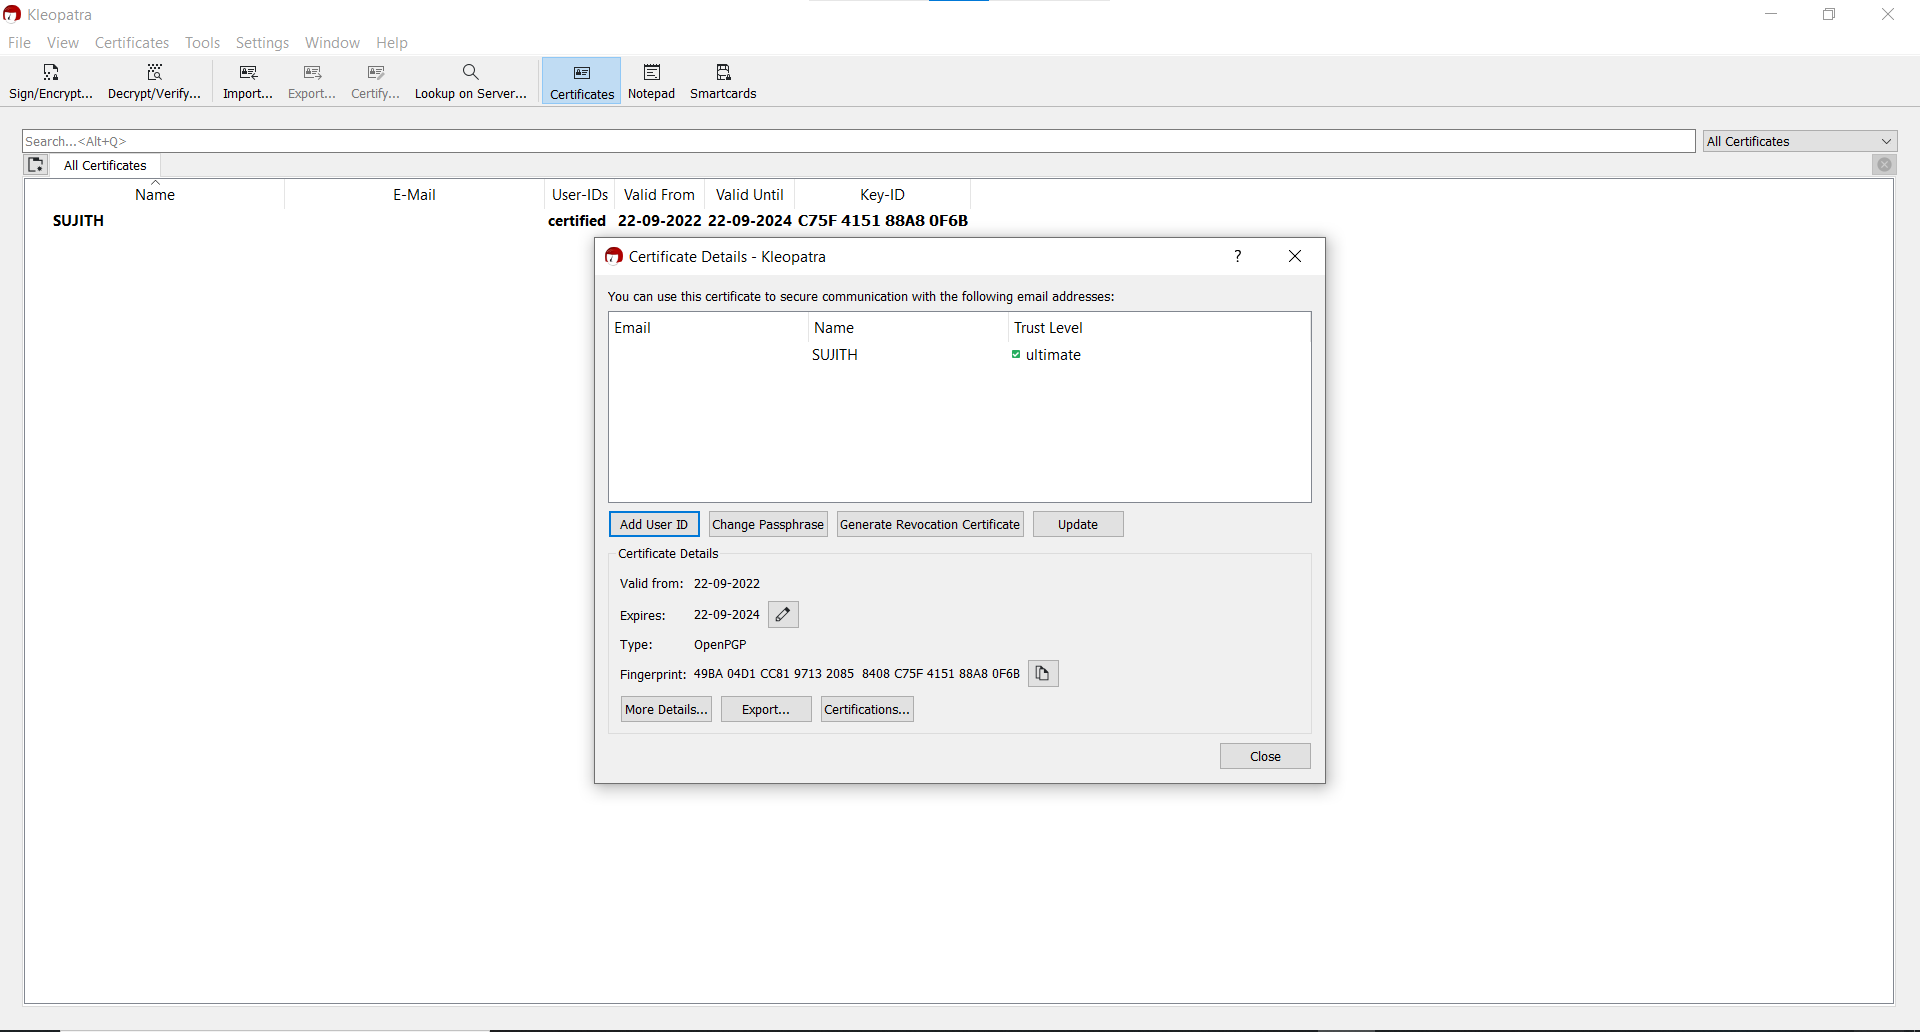 Kleopatra
File View Certificates Tools Settings Window Help
Sign/Encrypt... Decrypt/Verify... Import... Export... Certify... Lookup on Server... Certificates Notepad Smartcards
Search...<Alt+Q> All Certificates
All Certificates
Name E-Mail User-IDs Valid From Valid Until Key-ID
SUJITH certified 22-09-2022 22-09-2024 C75F 4151 88A8 0F6B
Certificate Details - Kleopatra ?
You can use this certificate to secure communication with the following email addresses:
Email Name Trust Level
SUJITH ultimate
Add User ID Change Passphrase Generate Revocation Certificate Update
Certificate Details
Valid from: 22-09-2022
Expires: 22-09-2024
Type: OpenPGP
Fingerprint: 49BA 04D1 CC81 9713 2085 8408 C75F 4151 88A8 0F6B
More Details... Export... Certifications...
Close